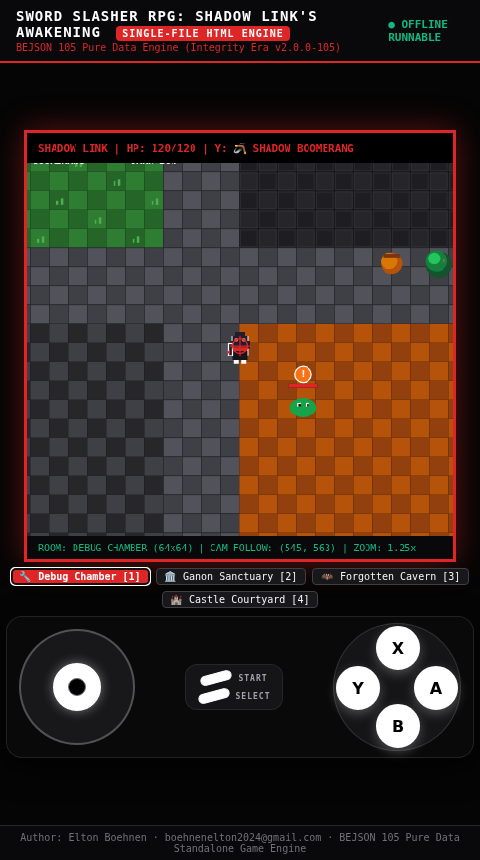 SWORD SLASHER RPG: SHADOW LINK'S
AWAKENING SINGLE-FILE HTML ENGINE
BEJSON 105 Pure Data Engine (Integrity Era v2.0.0-105)
● OFFLINE
RUNNABLE
SHADOW LINK | HP: 120/120 | Y: 🪃 SHADOW BOOMERANG
!
ROOM: DEBUG CHAMBER (64x64) | CAM FOLLOW: (545, 563) | ZOOM: 1.25x
🔧 Debug Chamber [1] 🏛️ Ganon Sanctuary [2] 🦇 Forgotten Cavern [3]
🏰 Castle Courtyard [4]
X
Y A
B
START
SELECT
Author: Elton Boehnen · boehnenelton2024@gmail.com · BEJSON 105 Pure Data
Standalone Game Engine